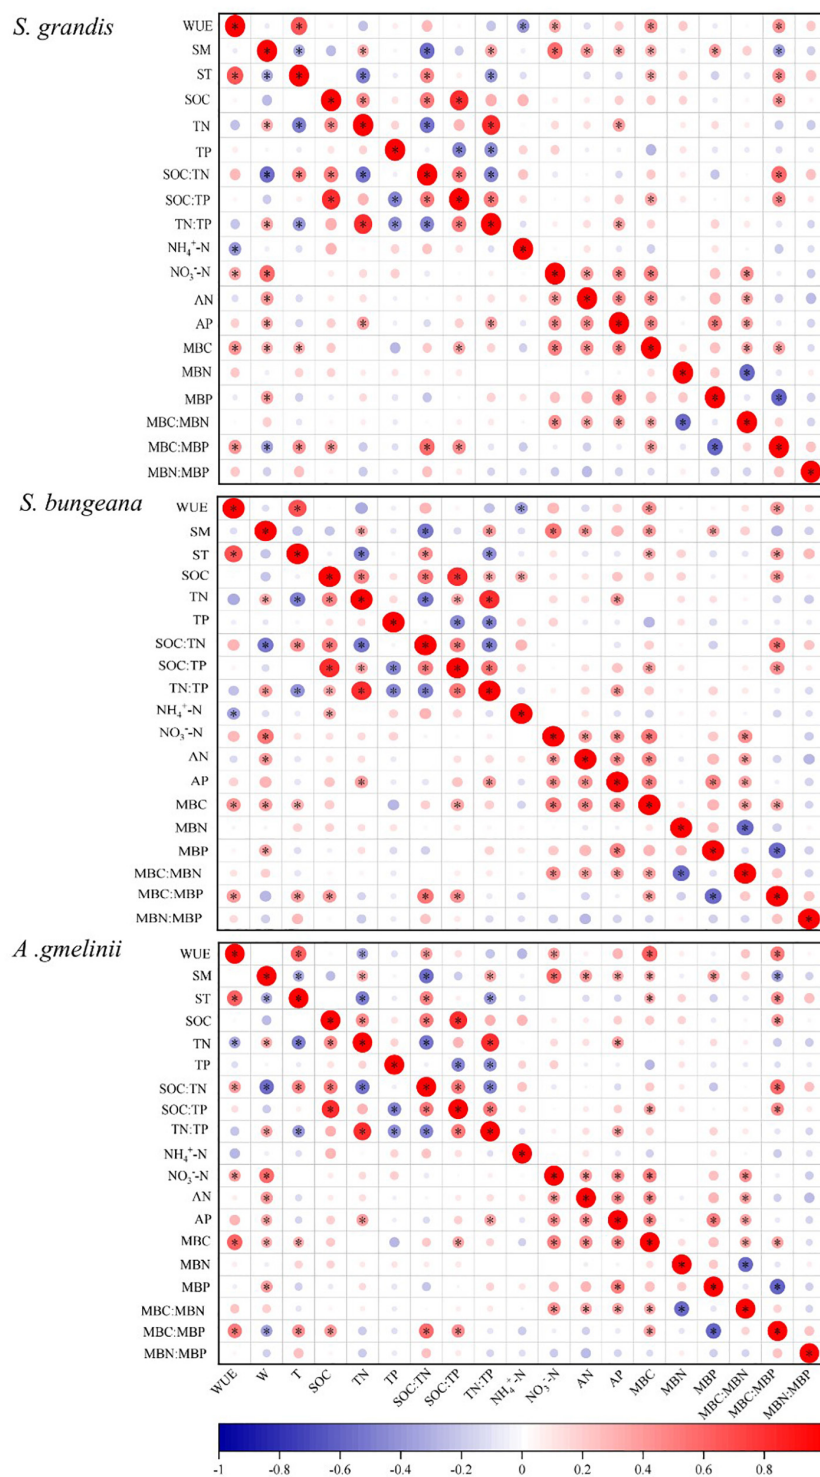 S. grandis
WUE
SM
ST
SOC
TN
TP
SOC:TN
SOC:TP
TN:TP
NH₄⁺-N
NO₃⁻-N
AN
AP
MBC
MBN
MBP
MBC:MBN
MBC:MBP
MBN:MBP
S. bungeana
WUE
SM
ST
SOC
TN
TP
SOC:TN
SOC:TP
TN:TP
NH₄⁺-N
NO₃⁻-N
AN
AP
MBC
MBN
MBP
MBC:MBN
MBC:MBP
MBN:MBP
A .gmelinii
WUE
SM
ST
SOC
TN
TP
SOC:TN
SOC:TP
TN:TP
NH₄⁺-N
NO₃⁻-N
AN
AP
MBC
MBN
MBP
MBC:MBN
MBC:MBP
MBN:MBP
WUE W T SOC TN TP SOC:TN SOC:TP TN:TP NH₄⁺-N NO₃⁻-N AN AP MBC MBN MBP MBC:MBN MBC:MBP MBN:MBP
-1 -0.8 -0.6 -0.4 -0.2 0 0.2 0.4 0.6 0.8